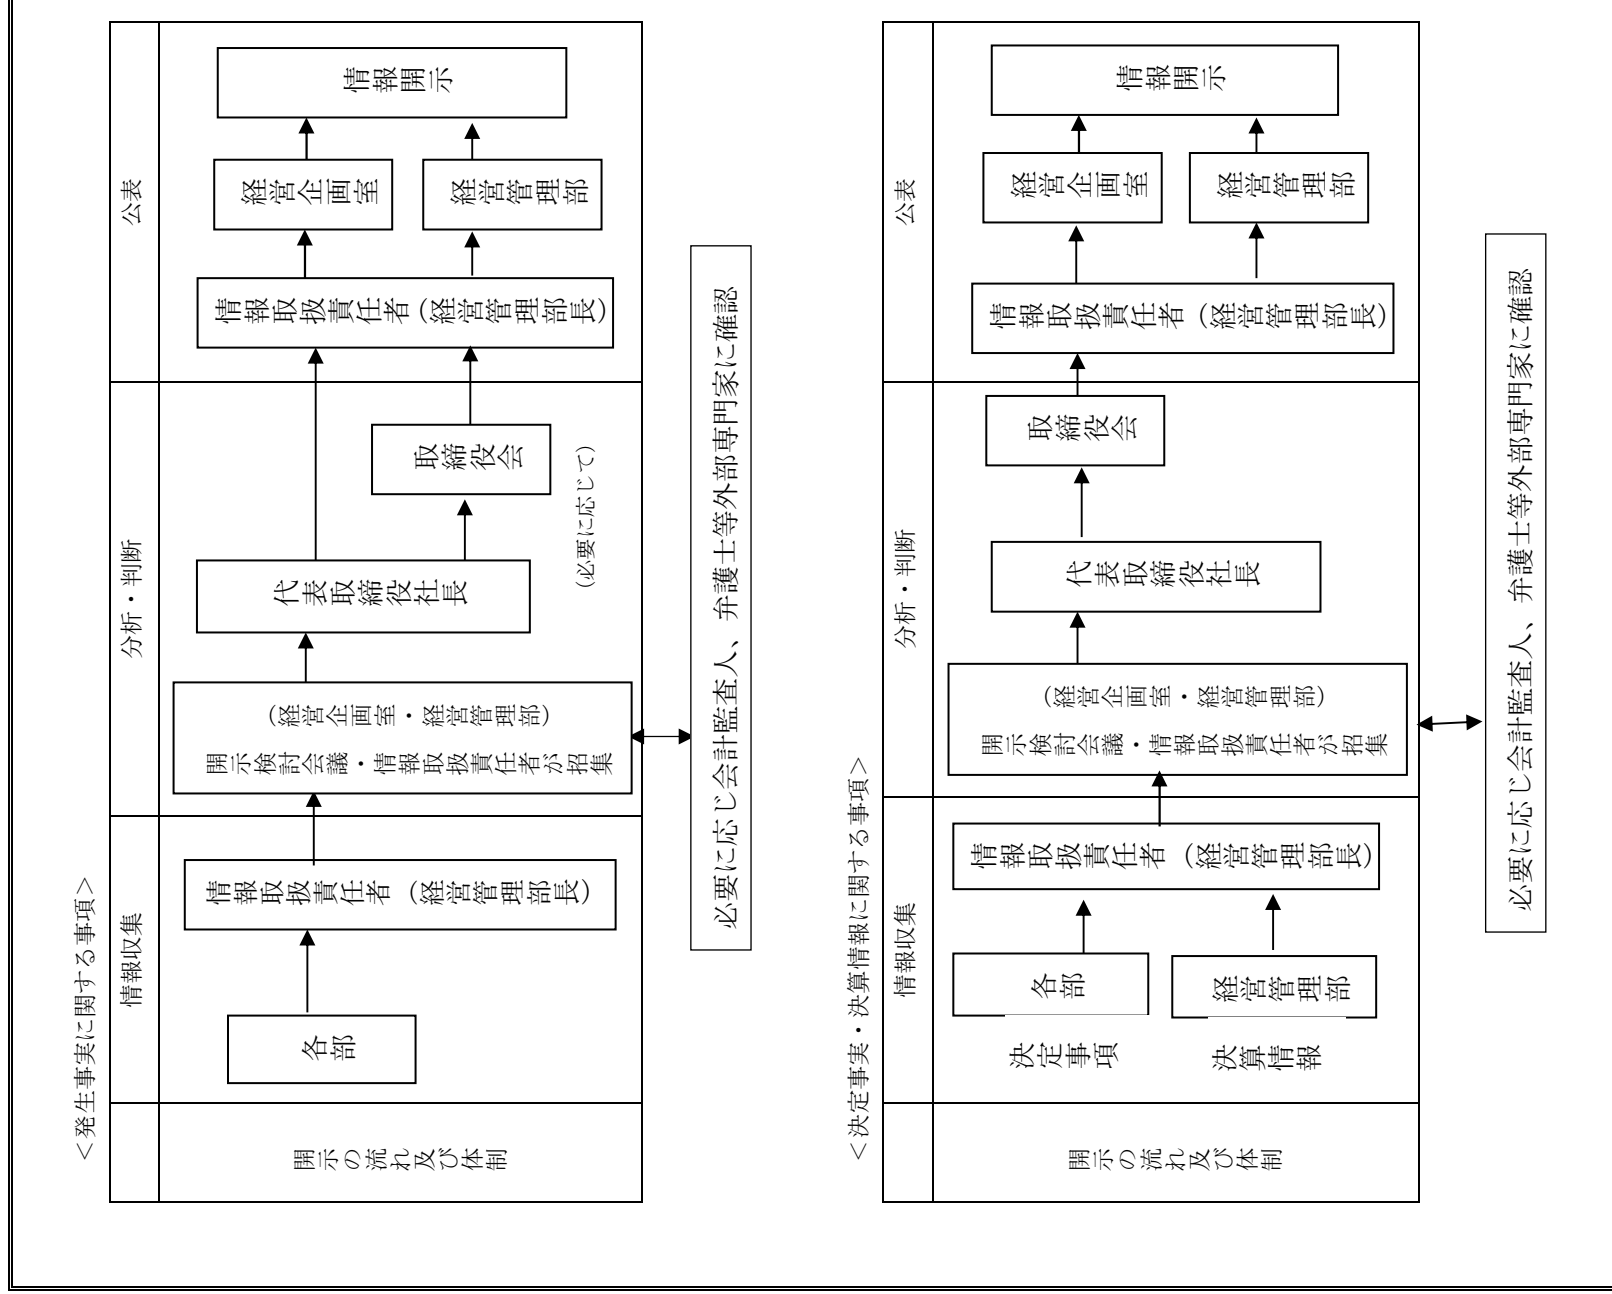 <発生事実に関する事項>
情報収集
分析・判断
公表
開示の流れ及び体制
各部
情報取扱責任者（経営管理部長）
開示検討会議・情報取扱責任者が招集
（経営企画室・経営管理部）
代表取締役社長
取締役会
（必要に応じて）
情報取扱責任者（経営管理部長）
経営企画室
経営管理部
情報開示
必要に応じ会計監査人、弁護士等外部専門家に確認
<決定事実・決算情報に関する事項>
情報収集
分析・判断
公表
開示の流れ及び体制
決定事項
各部
決算情報
経営管理部
情報取扱責任者（経営管理部長）
開示検討会議・情報取扱責任者が招集
（経営企画室・経営管理部）
代表取締役社長
取締役会
情報取扱責任者（経営管理部長）
経営企画室
経営管理部
情報開示
必要に応じ会計監査人、弁護士等外部専門家に確認